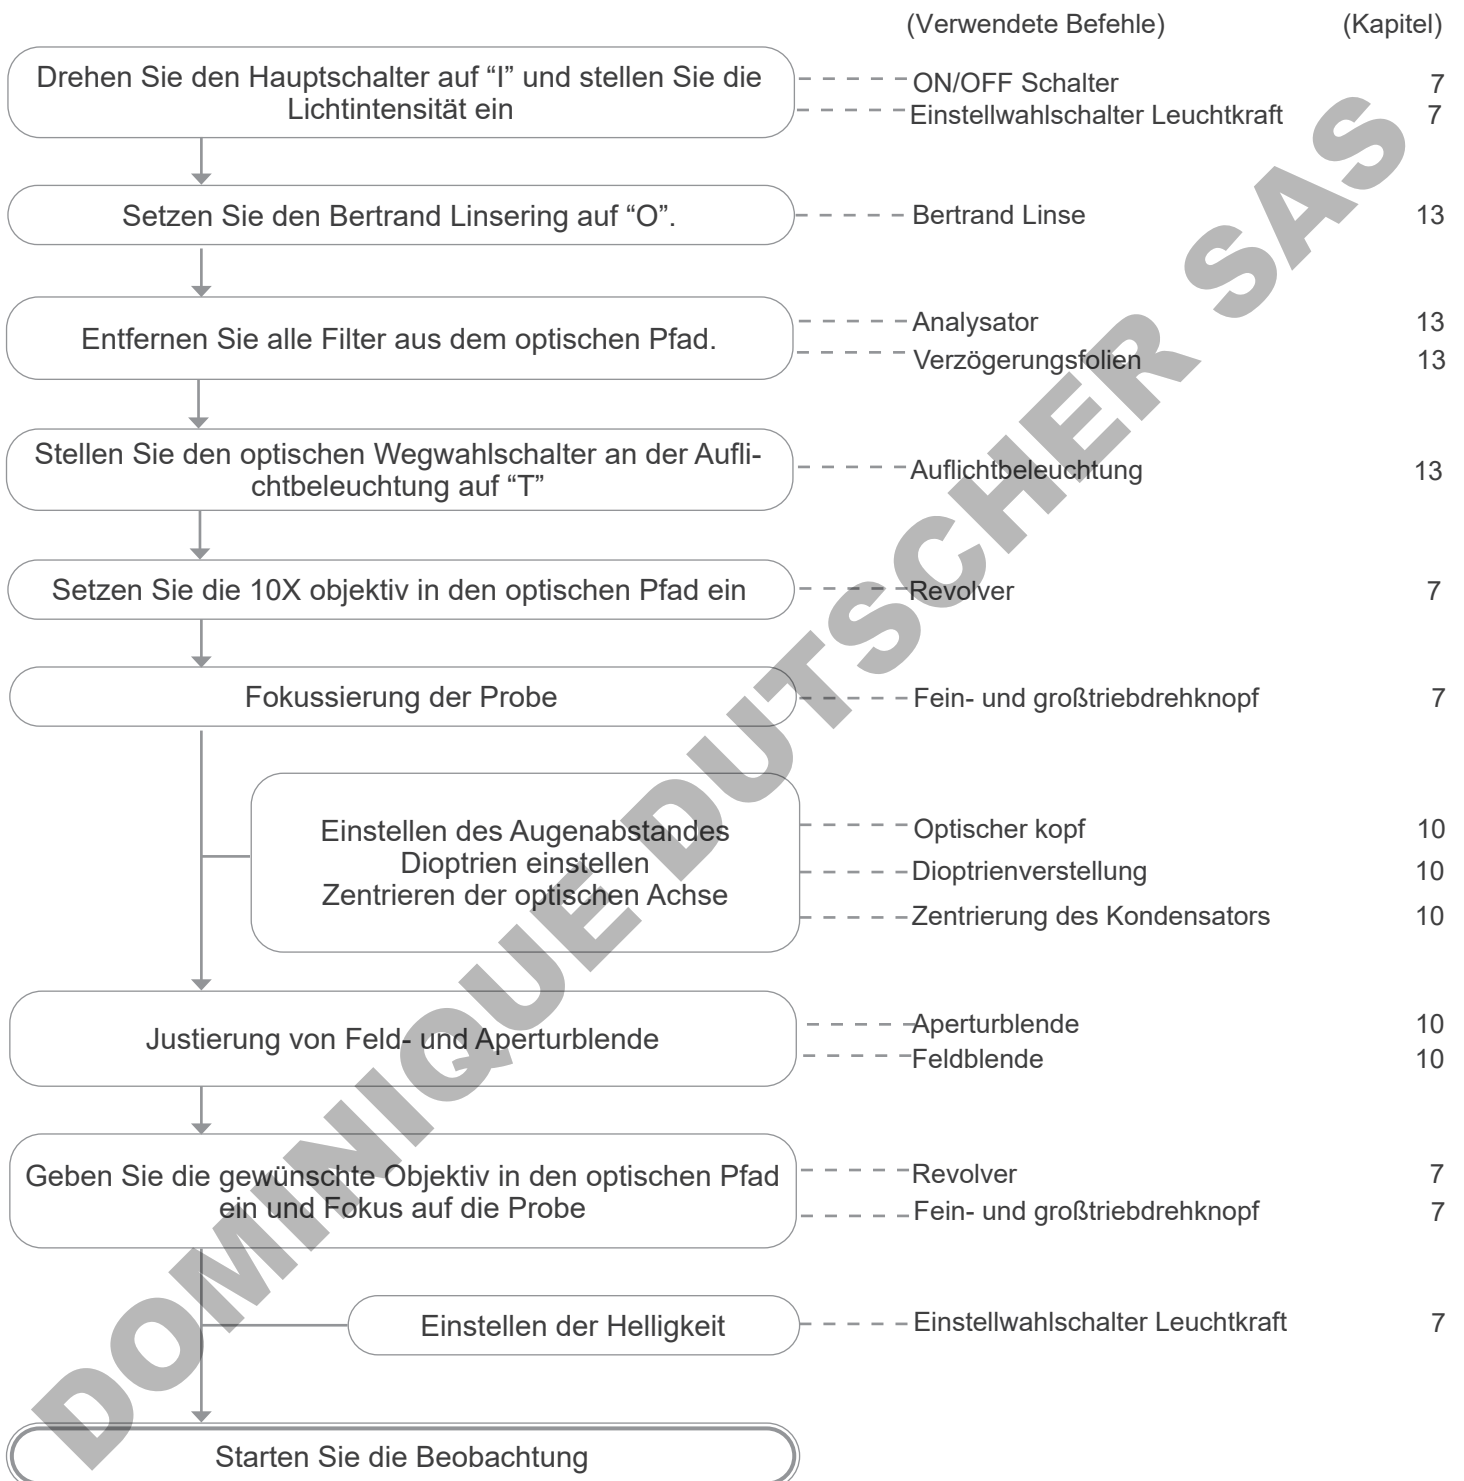 (Verwendete Befehle) (Kapitel)
Drehen Sie den Hauptschalter auf “I” und stellen Sie die
Lichtintensität ein
ON/OFF Schalter 7
Einstellwahlschalter Leuchtkraft 7
Setzen Sie den Bertrand Linsering auf “O”.
Bertrand Linse 13
Entfernen Sie alle Filter aus dem optischen Pfad.
Analysator 13
Verzögerungsfolien 13
Stellen Sie den optischen Wegwahlschalter an der Aufli-
chtbeleuchtung auf “T”
Auflichtbeleuchtung 13
Setzen Sie die 10X objektiv in den optischen Pfad ein
Revolver 7
Fokussierung der Probe
Fein- und großtriebdrehknopf 7
Einstellen des Augenabstandes
Dioptrien einstellen
Zentrieren der optischen Achse
Optischer kopf 10
Dioptrienverstellung 10
Zentrierung des Kondensators 10
Justierung von Feld- und Aperturblende
Aperturblende 10
Feldblende 10
Geben Sie die gewünschte Objektiv in den optischen Pfad
ein und Fokus auf die Probe
Revolver 7
Fein- und großtriebdrehknopf 7
Einstellen der Helligkeit
Einstellwahlschalter Leuchtkraft 7
Starten Sie die Beobachtung
DOMINIQUE DUTSCHER SAS